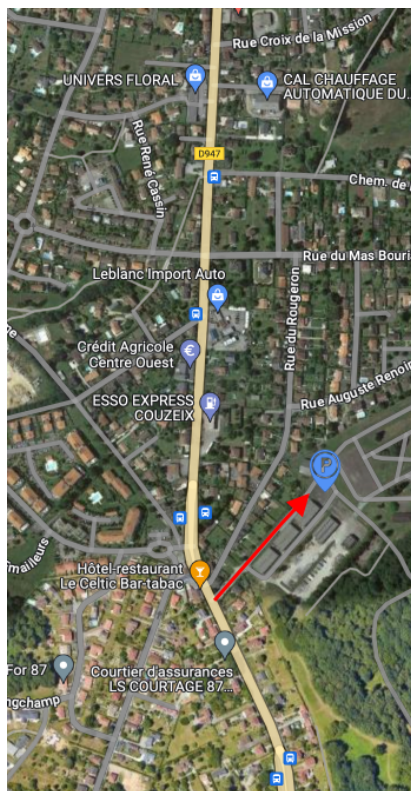 Rue Croix de la Mission
UNIVERS FLORAL
CAL CHAUFFAGE
AUTOMATIQUE DU...
Rue René Cassin
D947
Chem. de
Rue du Mas Bouri
Leblanc Import Auto
Rue du Rougeron
Crédit Agricole
Centre Ouest
ESSO EXPRESS
COUZEIX
Rue Auguste Renoir
P
Hôtel-restaurant
Le Celtic Bar-tabac
For 87
Courtier d'assurances
LS COURTAGE 87...
ngchamp